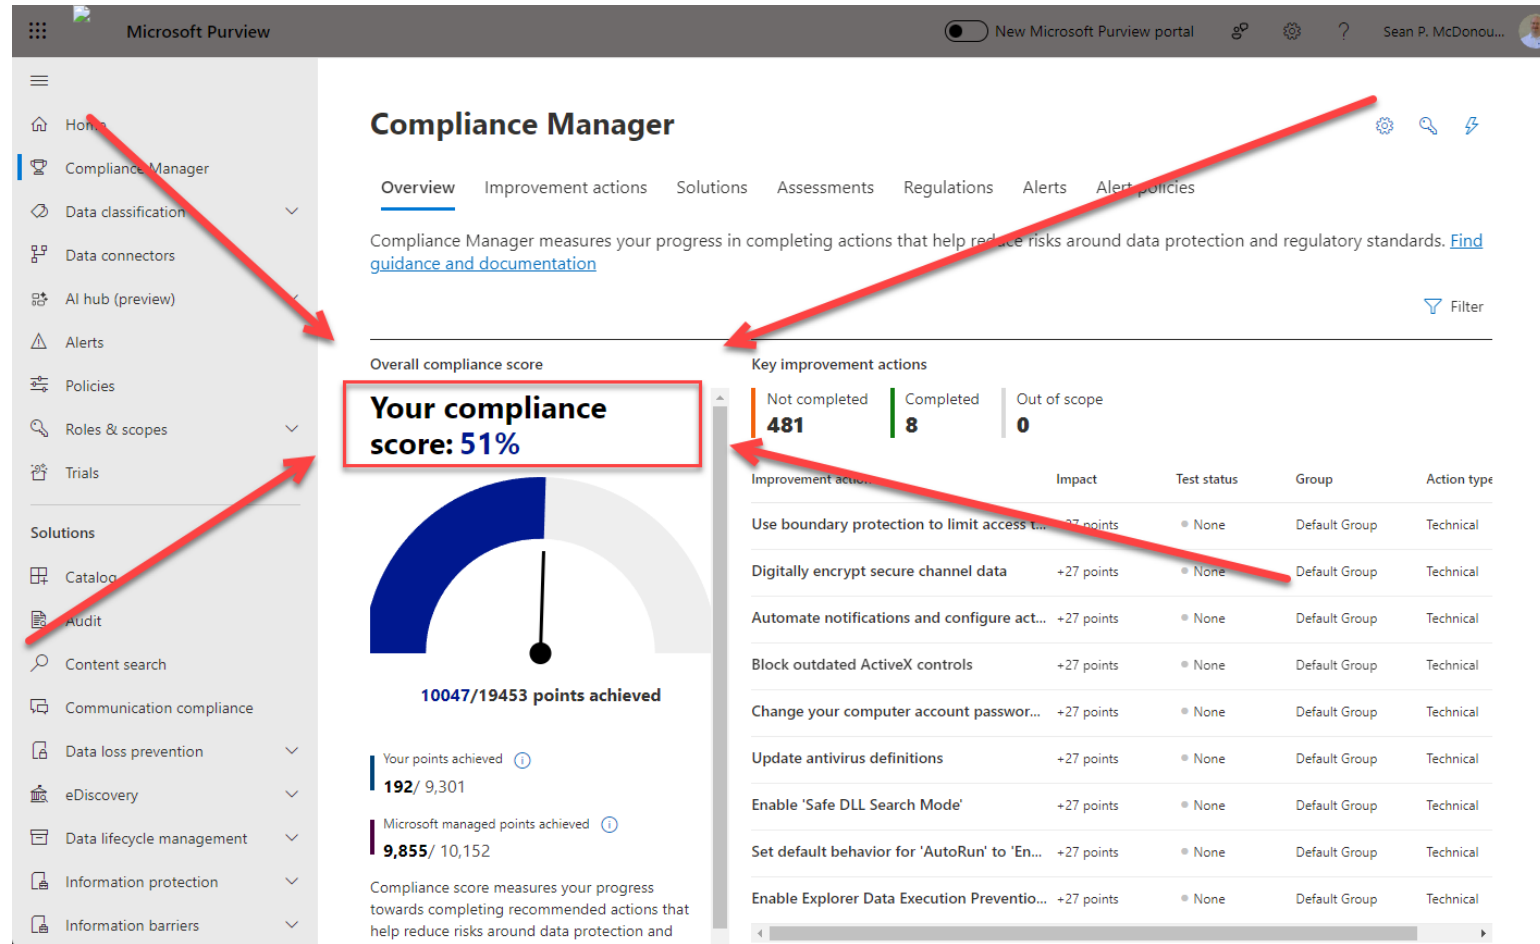 Microsoft Purview
New Microsoft Purview portal
Sean P. McDonou...
Home
Compliance Manager
Data classification
Data connectors
AI hub (preview)
Alerts
Policies
Roles & scopes
Trials
Solutions
Catalog
Audit
Content search
Communication compliance
Data loss prevention
eDiscovery
Data lifecycle management
Information protection
Information barriers
Compliance Manager
Overview Improvement actions Solutions Assessments Regulations Alerts Alert policies
Compliance Manager measures your progress in completing actions that help reduce risks around data protection and regulatory standards. Find
guidance and documentation
Filter
Overall compliance score
Your compliance
score: 51%
10047/19453 points achieved
Your points achieved
192/ 9,301
Microsoft managed points achieved
9,855/ 10,152
Compliance score measures your progress
towards completing recommended actions that
help reduce risks around data protection and
Key improvement actions
Not completed Completed Out of scope
481 8 0
Improvement action Impact Test status Group Action type
Use boundary protection to limit access t... +27 points None Default Group Technical
Digitally encrypt secure channel data +27 points None Default Group Technical
Automate notifications and configure act... +27 points None Default Group Technical
Block outdated ActiveX controls +27 points None Default Group Technical
Change your computer account passwor... +27 points None Default Group Technical
Update antivirus definitions +27 points None Default Group Technical
Enable 'Safe DLL Search Mode' +27 points None Default Group Technical
Set default behavior for 'AutoRun' to 'En... +27 points None Default Group Technical
Enable Explorer Data Execution Preventio... +27 points None Default Group Technical